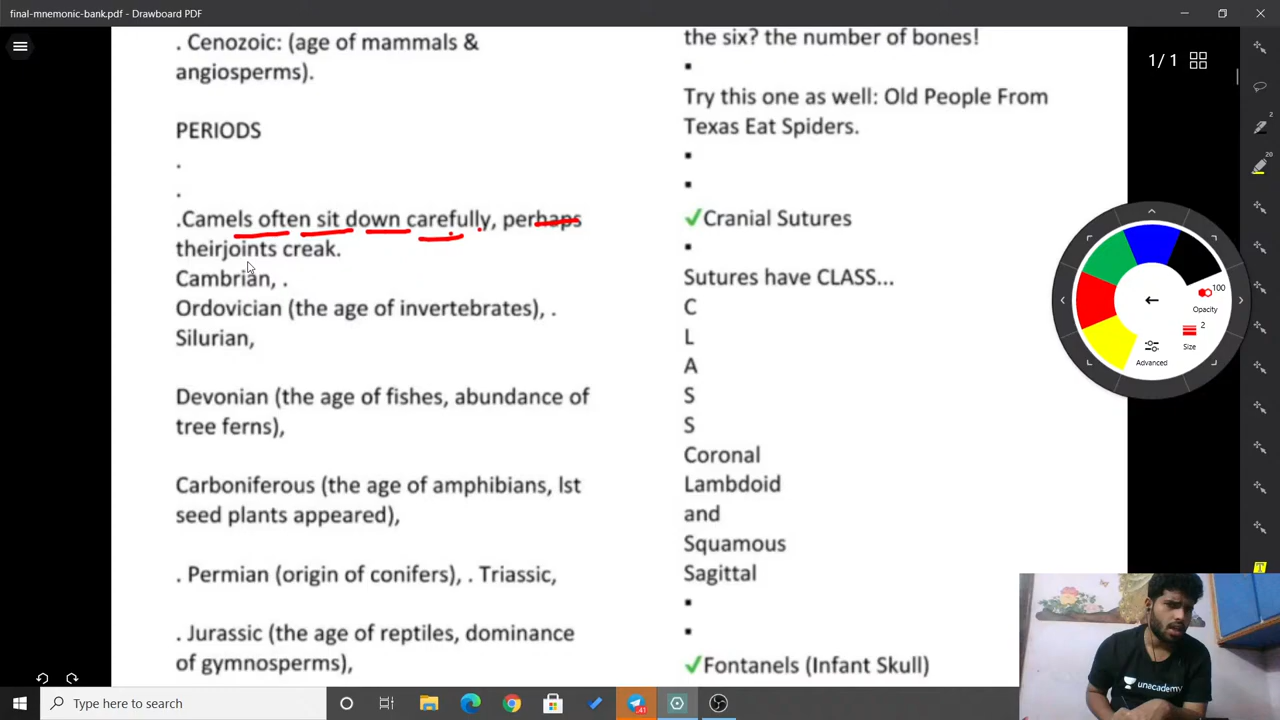 final-mnemonic-bank.pdf - Drawboard PDF
1/ 1
. Cenozoic: (age of mammals &
angiosperms).
PERIODS
.
.
.Camels often sit down carefully, perhaps
theirjoints creak.
Cambrian, .
Ordovician (the age of invertebrates), .
Silurian,
Devonian (the age of fishes, abundance of
tree ferns),
Carboniferous (the age of amphibians, lst
seed plants appeared),
. Permian (origin of conifers), . Triassic,
. Jurassic (the age of reptiles, dominance
of gymnosperms),
the six? the number of bones!
▪
Try this one as well: Old People From
Texas Eat Spiders.
▪
▪
✓Cranial Sutures
▪
Sutures have CLASS...
C
L
A
S
S
Coronal
Lambdoid
and
Squamous
Sagittal
▪
▪
✓Fontanels (Infant Skull)
100
Opacity
2
Size
Advanced
2
20
unacademy
Type here to search
41